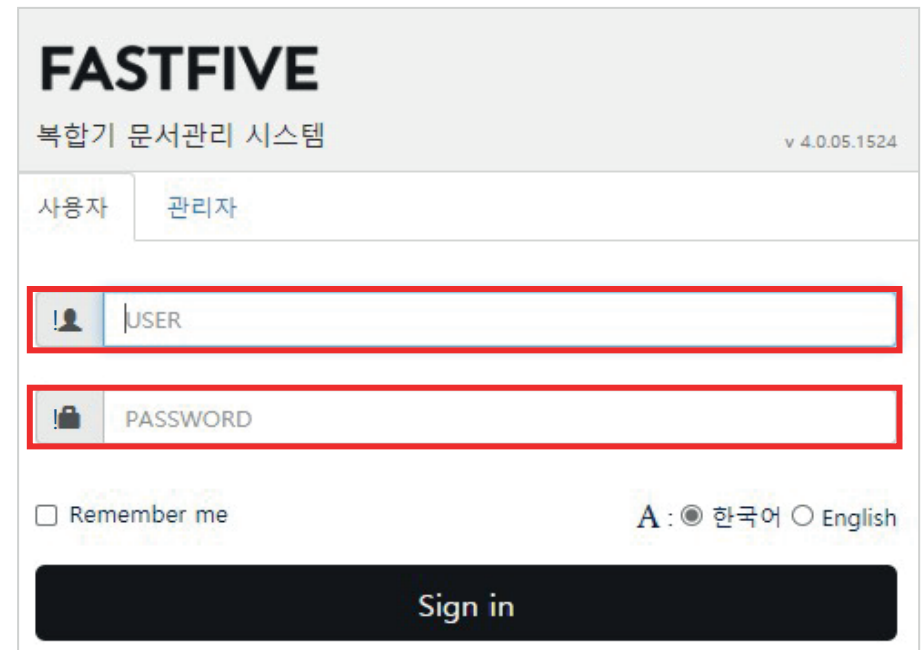 FASTFIVE
복합기 문서관리 시스템
v 4.0.05.1524
사용자 관리자
USER
PASSWORD
Remember me A : 한국어 English
Sign in